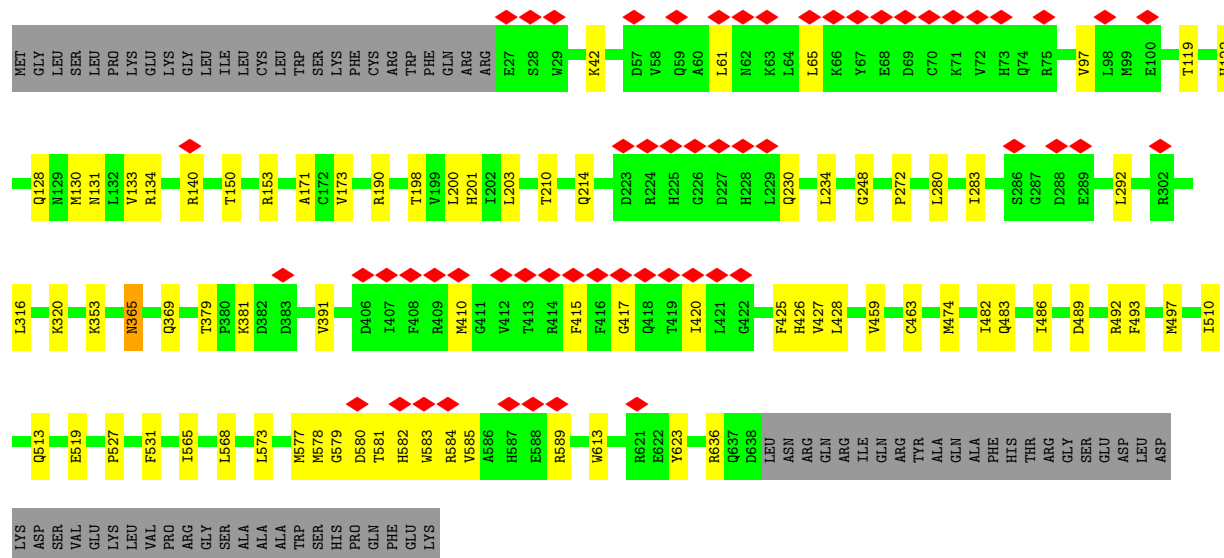 MET GLY LEU SER LEU PRO LYS GLU LYS GLY LEU ILE LEU CYS LEU TRP SER LYS PHE CYS ARG TRP PHE GLN ARG ARG E27 S28 W29 K42 D57 V58 Q59 A60 L61 N62 K63 L64 L65 K66 Y67 E68 D69 C70 K71 V72 H73 Q74 R75 V97 L98 M99 E100 T119
Q128 N129 M130 N131 L132 V133 R134 R140 T150 R153 A171 C172 V173 R190 T198 V199 L200 H201 I202 L203 T210 Q214 D223 R224 H225 G226 D227 H228 L229 Q230 L234 G248 P272 L280 I283 S286 G287 D288 E289 L292 R302
L316 K320 K353 N365 Q369 T379 P380 K381 D382 D383 V391 D406 I407 F408 R409 M410 G411 V412 T413 R414 F415 F416 G417 Q418 T419 I420 L421 G422 F425 H426 V427 L428 V459 C463 M474 I482 Q483 I486 D489 R492 F493 M497 I510
Q513 E519 P527 F531 I565 L568 L573 M577 M578 G579 D580 T581 H582 W583 R584 V585 A586 H587 E588 R589 W613 R621 E622 Y623 R636 Q637 D638 LEU ASN ARG GLN ARG ILE GLN ARG TYR ALA GLN ALA PHE HIS THR ARG GLY SER GLU ASP LEU ASP
LYS ASP SER VAL GLU LYS LEU VAL PRO ARG GLY SER ALA ALA ALA TRP SER HIS PRO GLN PHE GLU LYS